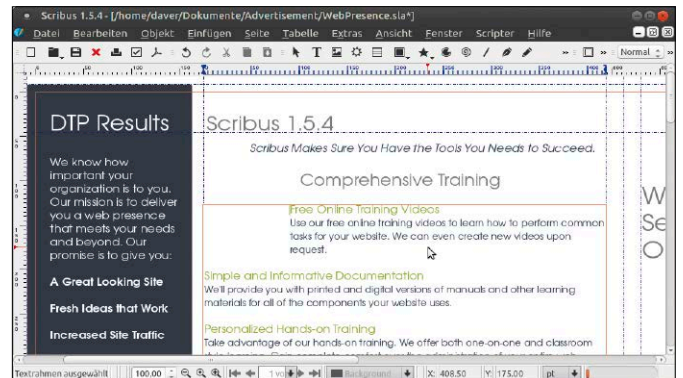 Scribus 1.5.4 - [/home/daver/Dokumente/Advertisement/WebPresence.sla*]
Datei Bearbeiten Objekt Einfügen Seite Tabelle Extras Ansicht Fenster Scripter Hilfe
Normal
DTP Results
We know how
important your
organization is to you.
Our mission is to deliver
you a web presence
that meets your needs
and beyond. Our
promise is to give you:
A Great Looking Site
Fresh Ideas that Work
Increased Site Traffic
Scribus 1.5.4
Scribus Makes Sure You Have the Tools You Needs to Succeed.
Comprehensive Training
Free Online Training Videos
Use our free online training videos to learn how to perform common
tasks for your website. We can even create new videos upon
request.
Simple and Informative Documentation
We'll provide you with printed and digital versions of manuals and other learning
materials for all of the components your website uses.
Personalized Hands-on Training
Take advantage of our hands-on training. We offer both one-on-one and classroom
W
Se
O
Textrahmen ausgewählt 100.00 1 vo Background X: 408.50 Y: 175.00 pt